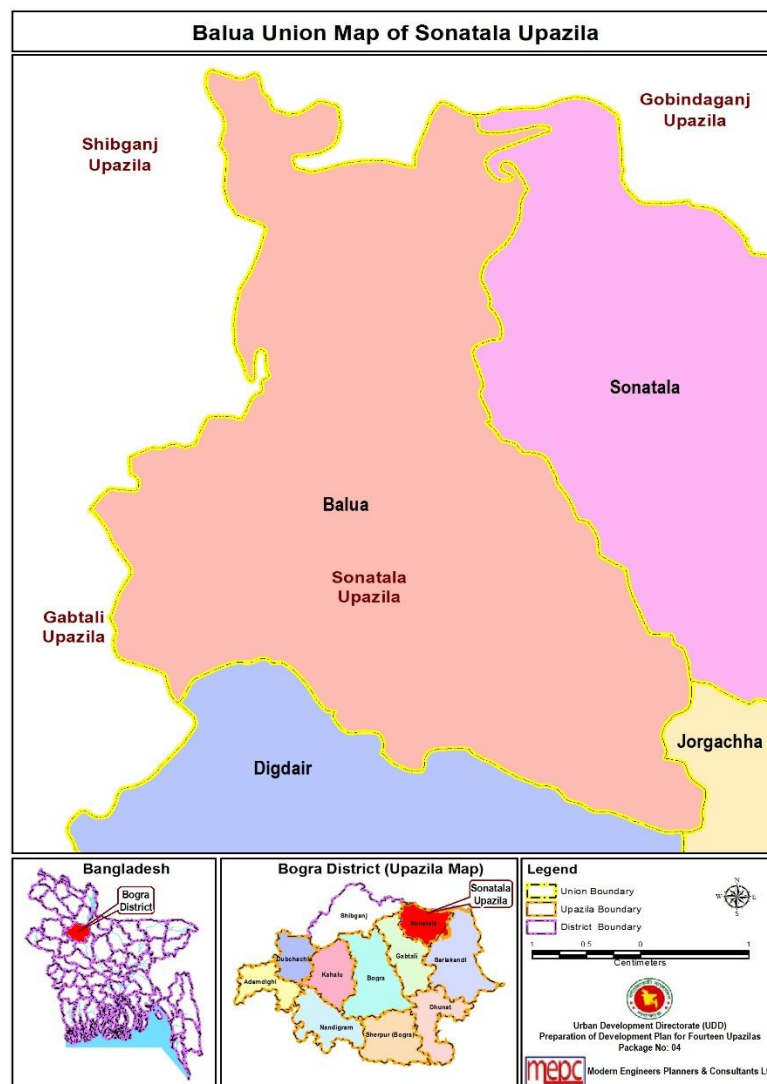 Balua Union Map of Sonatala Upazila
Gobindaganj
Upazila
Shibganj
Upazila
Sonatala
Balua
Sonatala
Upazila
Gabtali
Upazila
Jorgachha
Digdair
Bangladesh
Bogra
District
Bogra District (Upazila Map)
Sonatala
Upazila
Shibganj
Sonatala
Gabtali
Sariakandi
Dubchachia
Kahalu
Bogra
Adamdighi
Dhunat
Nandigram
Sherpur (Bogra)
Legend
Union Boundary
Upazila Boundary
District Boundary
N
W E
S
1 0.5 0 1
Centimeters
Urban Development Directorate (UDD)
Preparation of Development Plan for Fourteen Upazilas
Package No: 04
mepc Modern Engineers Planners & Consultants Lt